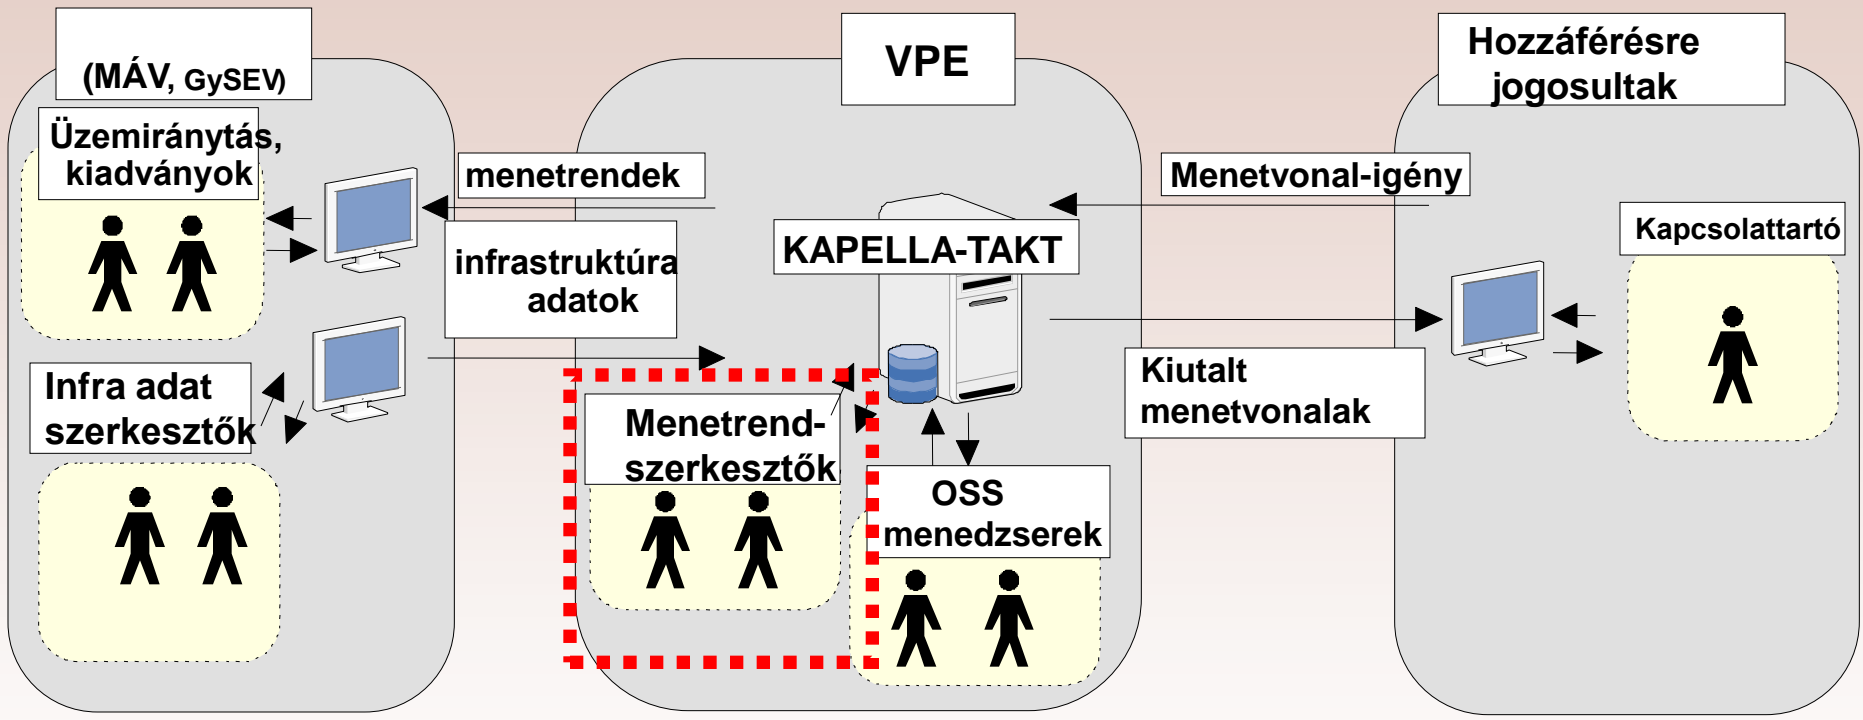 (MÁV, GySEV)
Üzemiránytás,
kiadványok
Infra adat
szerkesztők
menetrendek
infrastruktúra
adatok
VPE
KAPELLA-TAKT
Menetrend-
szerkesztők
OSS
menedzserek
Menetvonal-igény
Kiutalt
menetvonalak
Hozzáférésre
jogosultak
Kapcsolattartó